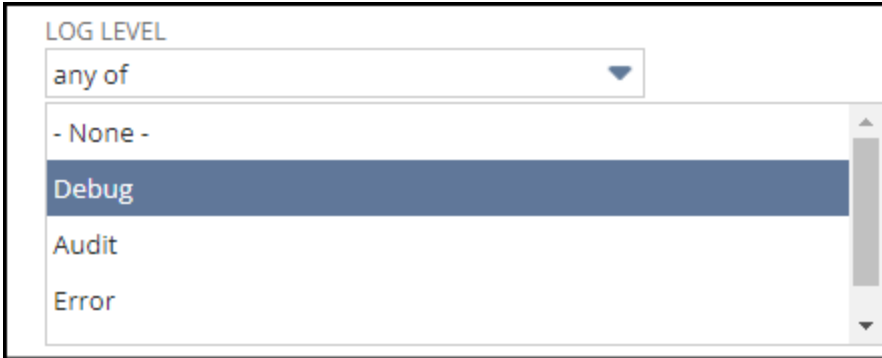 LOG LEVEL
any of
- None -
Debug
Audit
Error